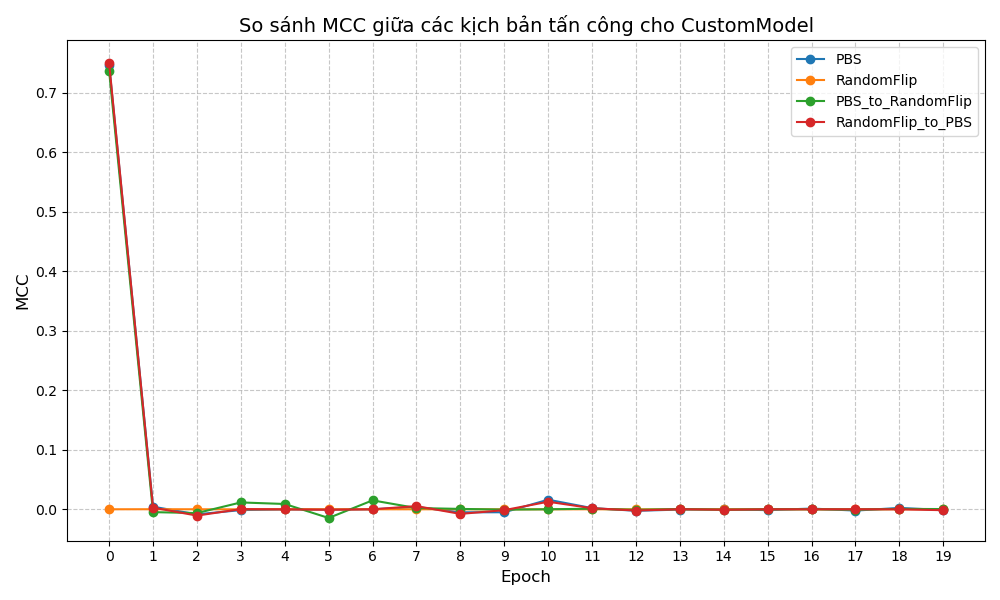 So sánh MCC giữa các kịch bản tấn công cho CustomModel
PBS
RandomFlip
PBS_to_RandomFlip
RandomFlip_to_PBS
MCC
0.7
0.6
0.5
0.4
0.3
0.2
0.1
0.0
0 1 2 3 4 5 6 7 8 9 10 11 12 13 14 15 16 17 18 19
Epoch